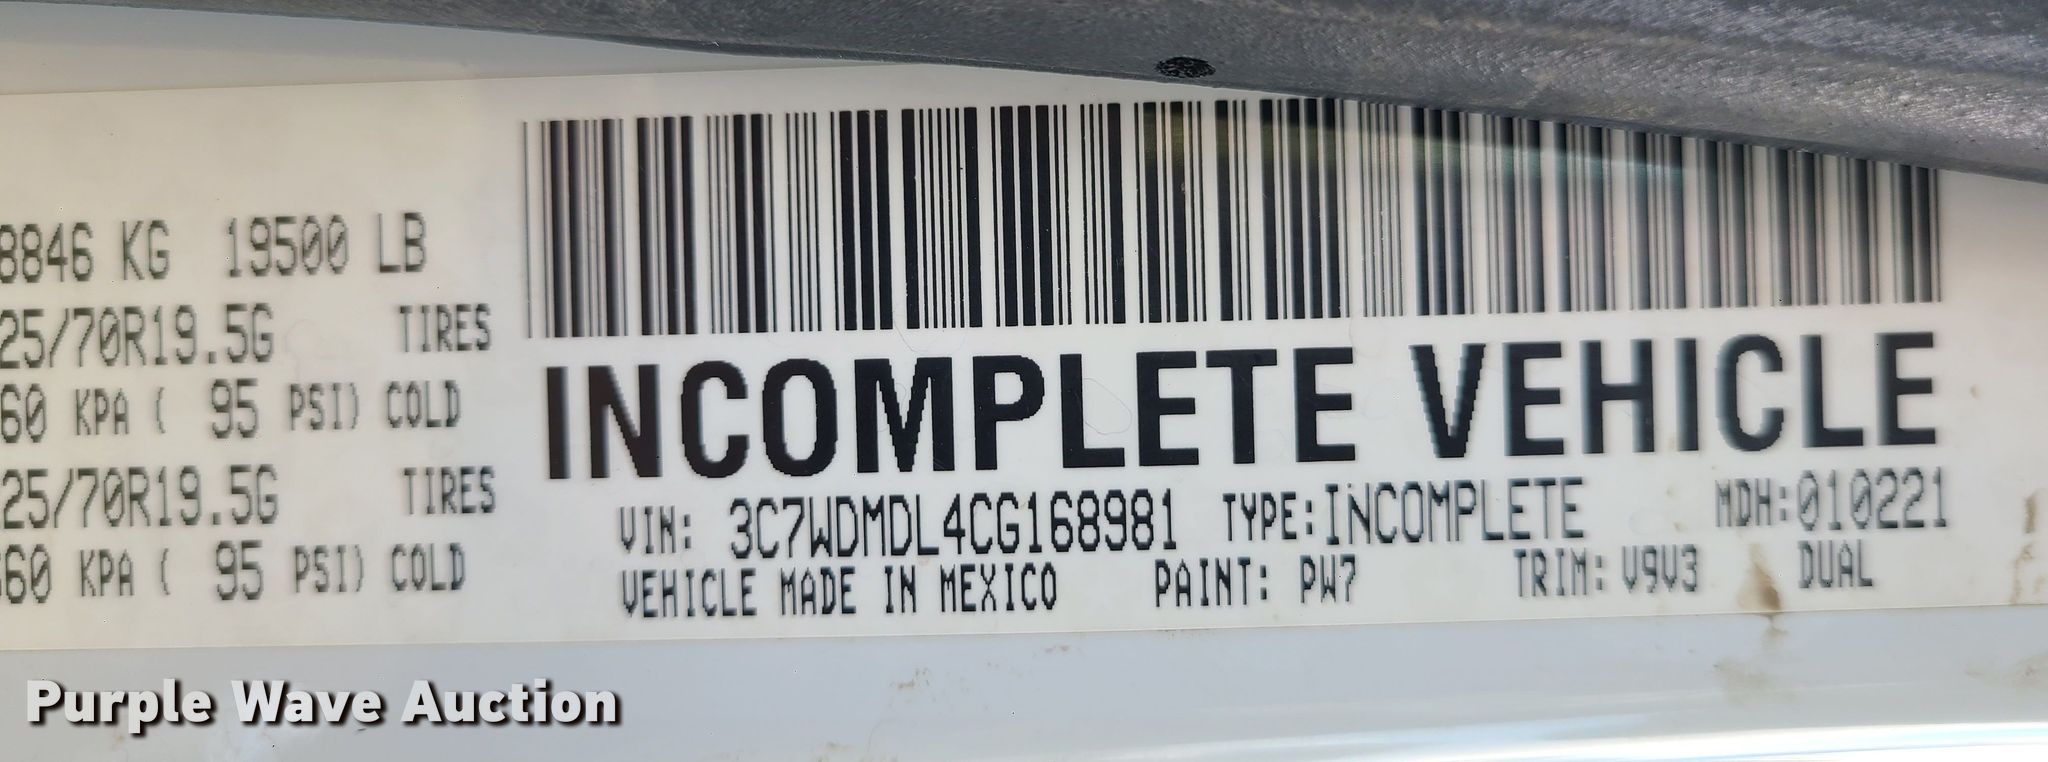 8846 KG 19500 LB
25/70R19.5G TIRES
60 KPA ( 95 PSI) COLD
25/70R19.5G TIRES
60 KPA ( 95 PSI) COLD
INCOMPLETE VEHICLE
VIN: 3C7WDMDL4CG168981 TYPE:INCOMPLETE MDH:010221
VEHICLE MADE IN MEXICO PAINT: PW7 TRIM: V9V3 DUAL
Purple Wave Auction